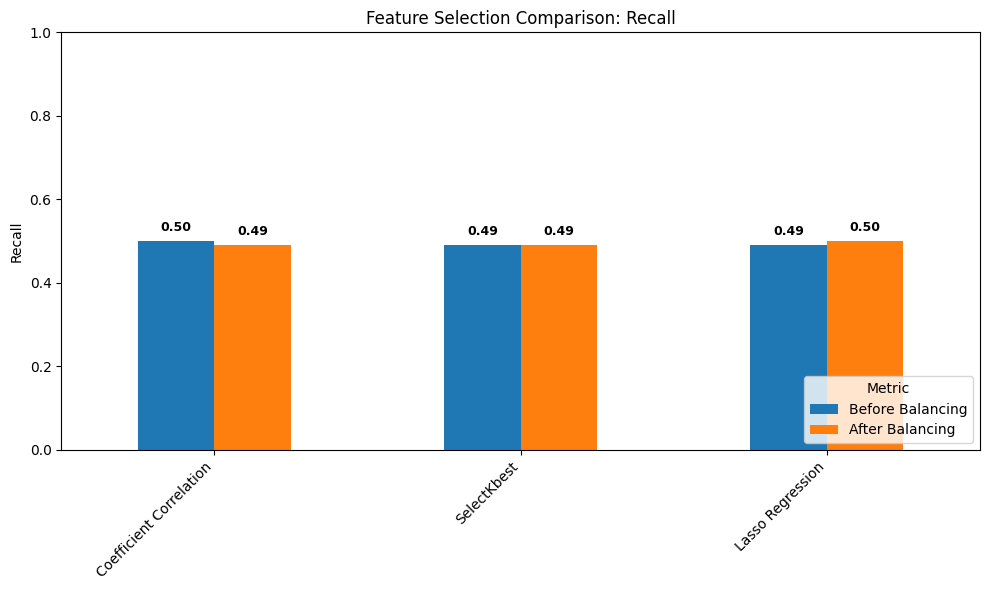 Feature Selection Comparison: Recall
Recall
1.0
0.8
0.6
0.4
0.2
0.0
0.50
0.49
0.49
0.49
0.49
0.50
Metric
Before Balancing
After Balancing
Coefficient Correlation
SelectKbest
Lasso Regression